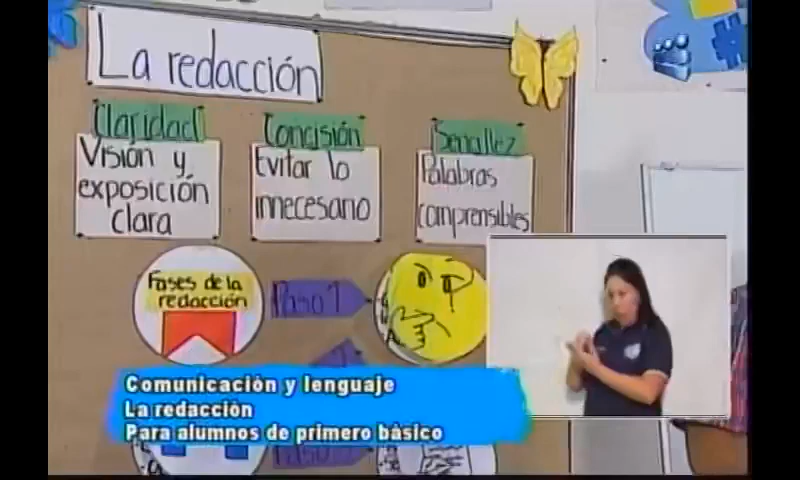 La redacción
Claridad
Visión y
exposición
clara
Concisión
Evitar lo
innecesario
Sencillez
Palabras
comprensibles
Fases de la
redacción
Paso 1
Comunicación y lenguaje
La redacción
Para alumnos de primero básico